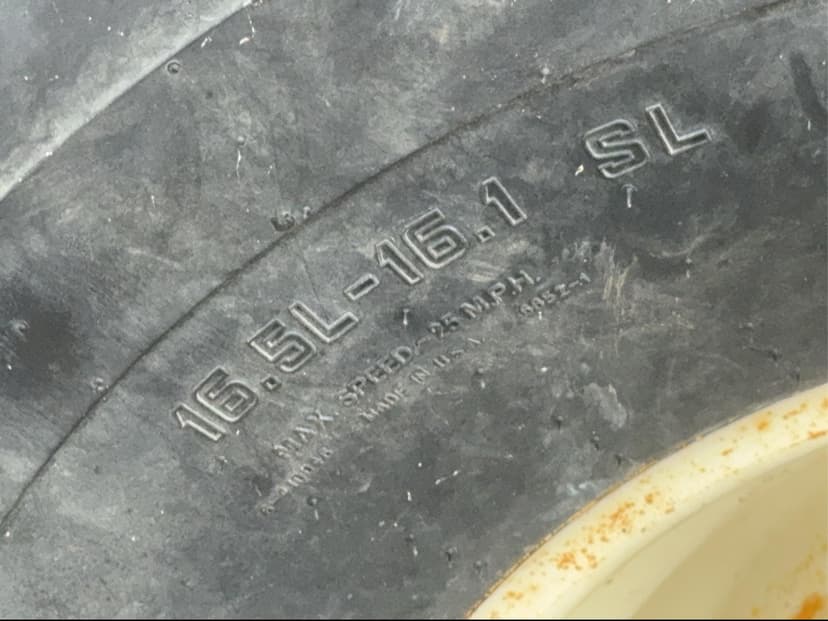 16.5L-16.1 SL
MAX. SPEED-25 M.P.H.
MADE IN U.S.A.